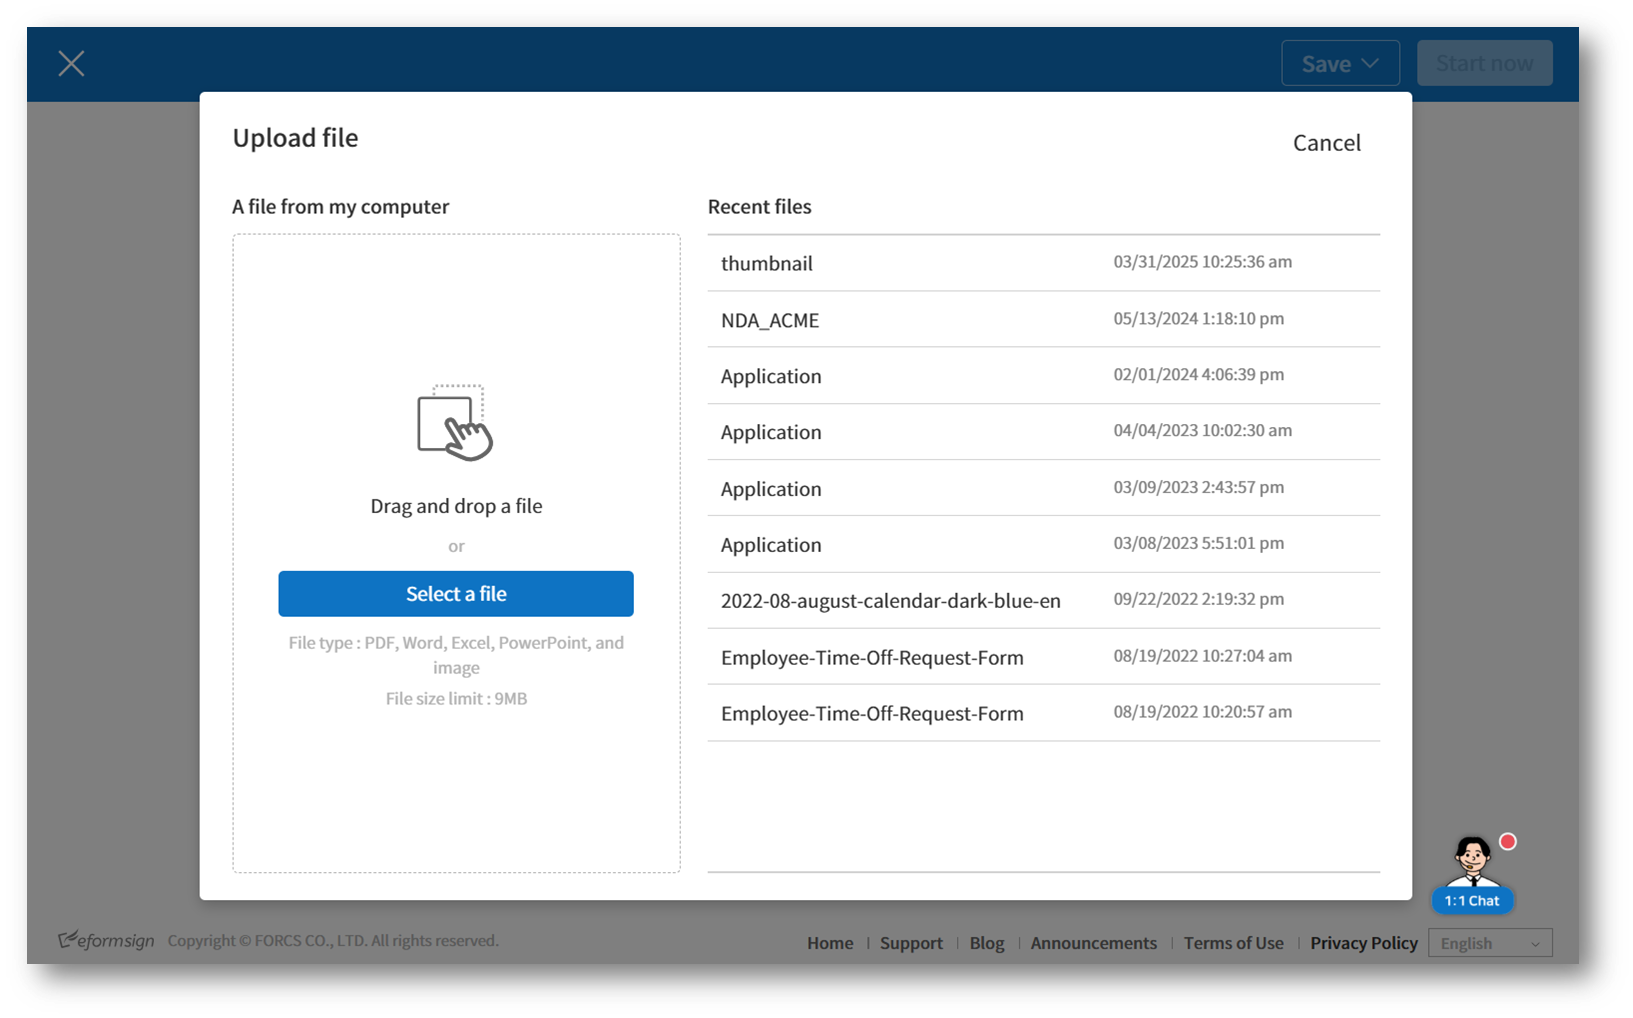 Save
Start now
Upload file
Cancel
A file from my computer
Drag and drop a file
or
Select a file
File type : PDF, Word, Excel, PowerPoint, and
image
File size limit : 9MB
Recent files
thumbnail 03/31/2025 10:25:36 am
NDA_ACME 05/13/2024 1:18:10 pm
Application 02/01/2024 4:06:39 pm
Application 04/04/2023 10:02:30 am
Application 03/09/2023 2:43:57 pm
Application 03/08/2023 5:51:01 pm
2022-08-august-calendar-dark-blue-en 09/22/2022 2:19:32 pm
Employee-Time-Off-Request-Form 08/19/2022 10:27:04 am
Employee-Time-Off-Request-Form 08/19/2022 10:20:57 am
1:1 Chat
eformsign Copyright © FORCS CO., LTD. All rights reserved.
Home | Support | Blog | Announcements | Terms of Use | Privacy Policy
English